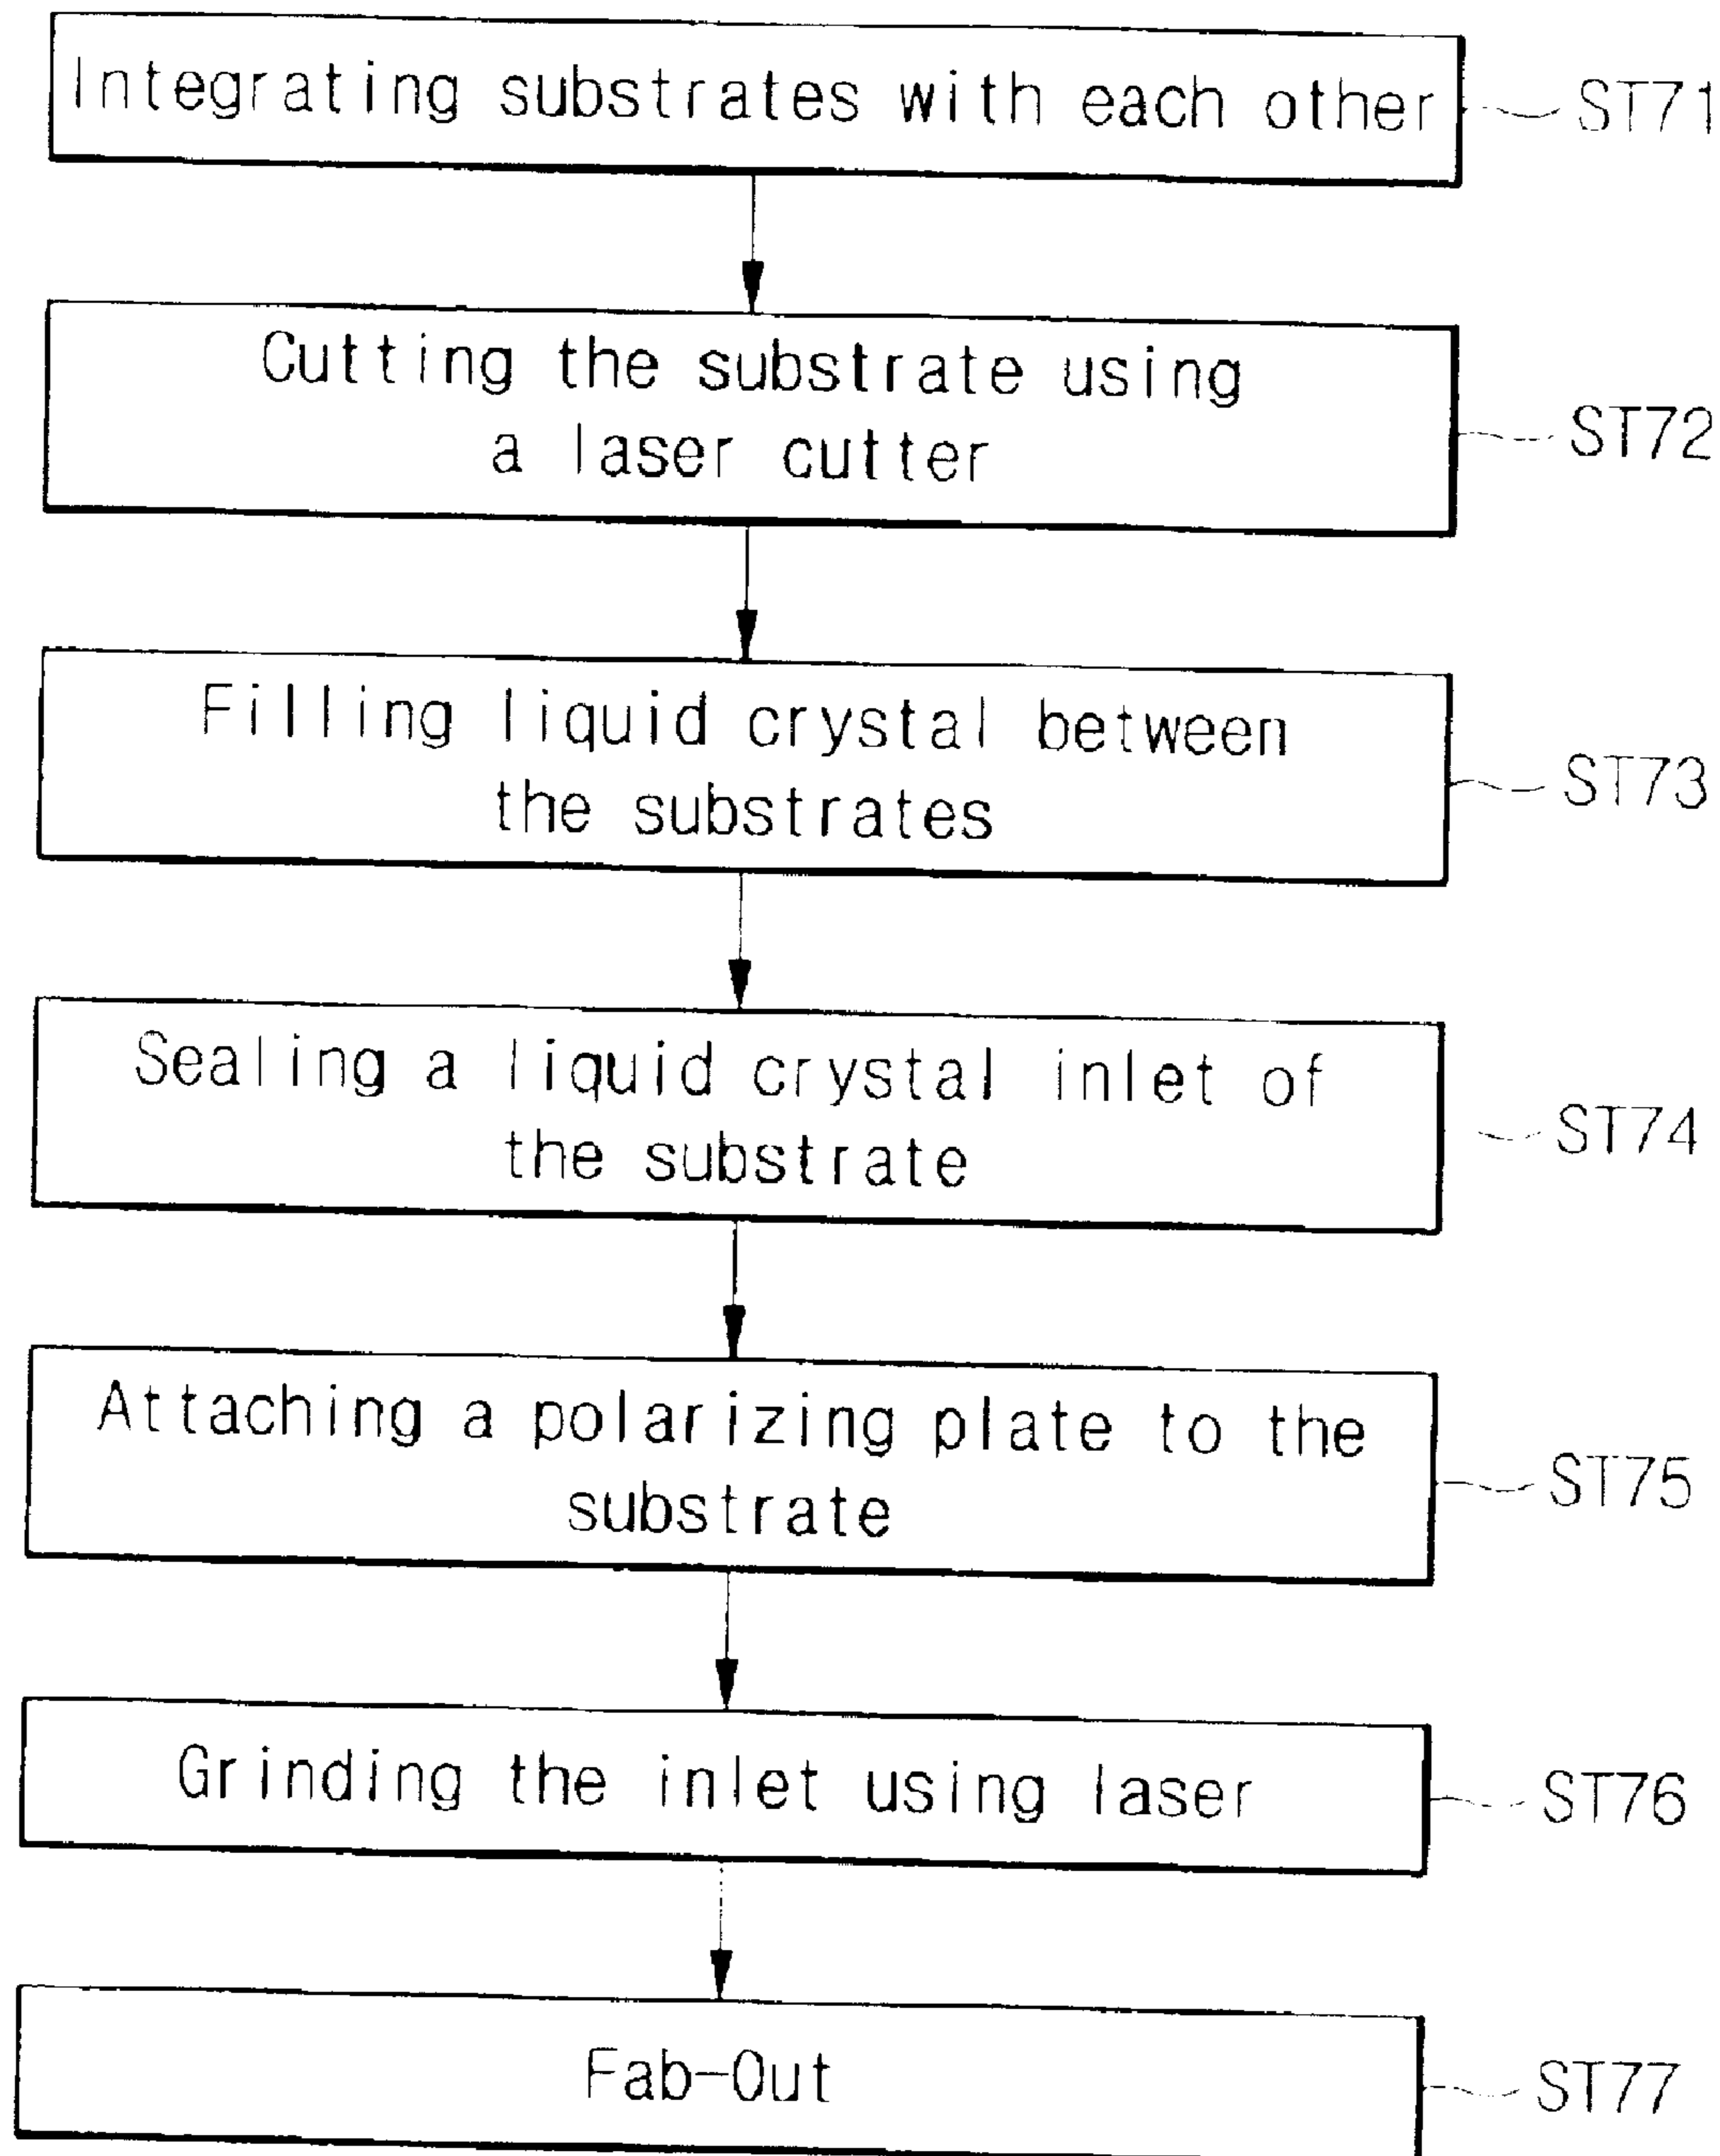 Integrating substrates with each other
ST71
Cutting the substrate using
a laser cutter
ST72
Filling liquid crystal between
the substrates
ST73
Sealing a liquid crystal inlet of
the substrate
ST74
Attaching a polarizing plate to the
substrate
ST75
Grinding the inlet using laser
ST76
Fab-Out
ST77